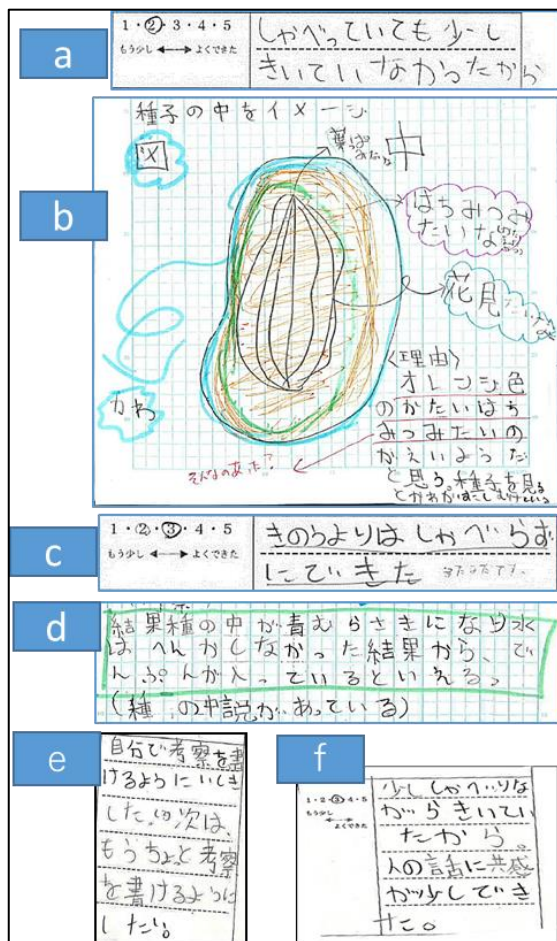 a
1・②・3・4・5
もう少し ←→ よくできた
しゃべっていても少し
きいていなかったから
b
種子の中をイメージ
図
葉っぱみたいな
中
はちみつみ
たいな
花見
かわ
〈理由〉
オレンジ色
のかたいはち
みつみたいの
がえいようだ
と思う。種子を見る
そんなのあった?
c
1・②・③・4・5
もう少し ←→ よくできた
きのうよりはしゃべらず
にできた
d
結果種の中が青むらさきになり水
はへんかしなかった結果から、で
んぷんが入っているといえる。
(種の中説があっている)
e
自分で考察を書
けるようにいしき
した。次は、
もうちょっと考察
を書けるように
したい。
f
1・2・③・4・5
もう少し
←→
よくできた
少ししゃべりな
がらきいてい
たから。
人の話に共感
が少しでき
た。